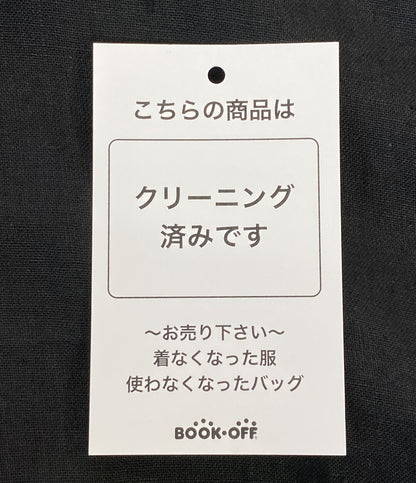 こちらの商品は
クリーニング
済みです
〜お売り下さい〜
着なくなった服
使わなくなったバッグ
BOOK•OFF